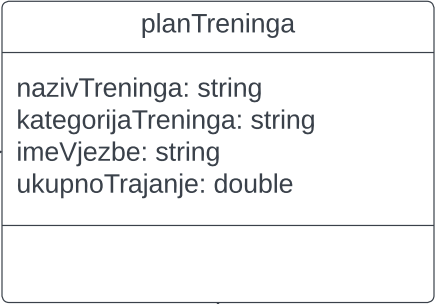 planTreninga
nazivTreninga: string
kategorijaTreninga: string
imeVjezbe: string
ukupnoTrajanje: double